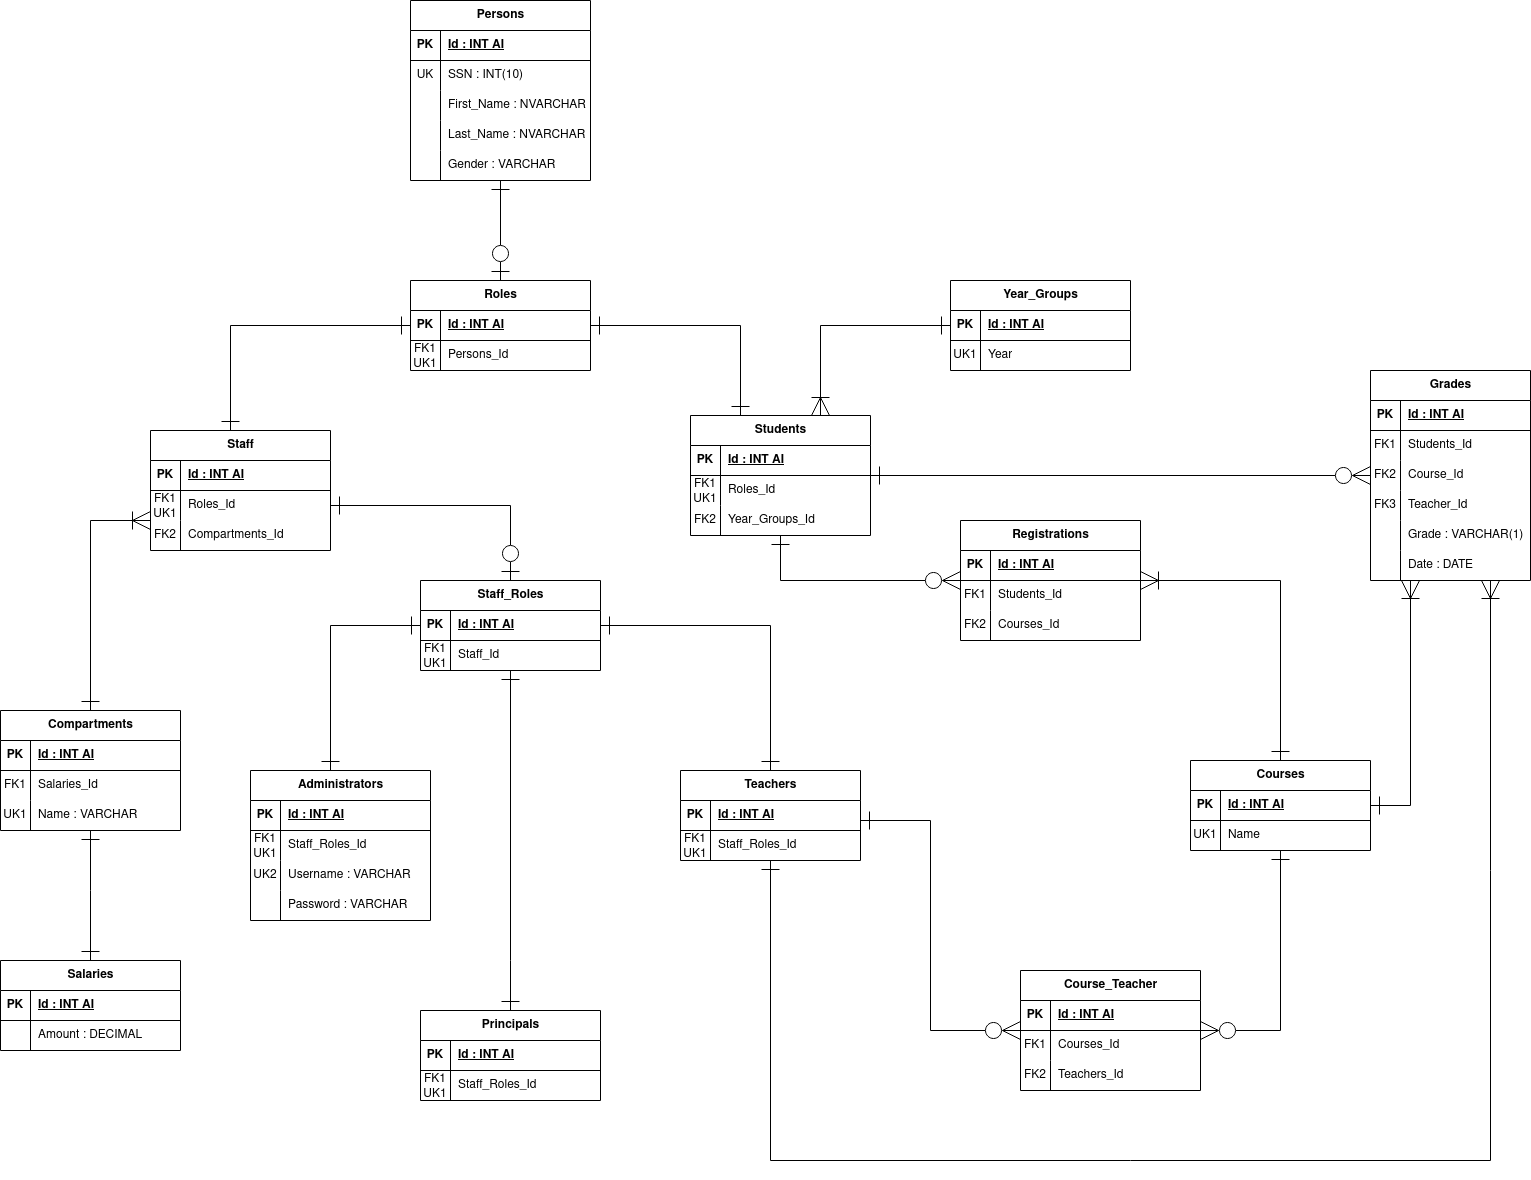 Persons
PK Id : INT AI
UK SSN : INT(10)
First_Name : NVARCHAR
Last_Name : NVARCHAR
Gender : VARCHAR
Roles
PK Id : INT AI
FK1
UK1 Persons_Id
Year_Groups
PK Id : INT AI
UK1 Year
Grades
PK Id : INT AI
FK1 Students_Id
FK2 Course_Id
FK3 Teacher_Id
Grade : VARCHAR(1)
Date : DATE
Students
PK Id : INT AI
FK1
UK1 Roles_Id
FK2 Year_Groups_Id
Staff
PK Id : INT AI
FK1
UK1 Roles_Id
FK2 Compartments_Id
Registrations
PK Id : INT AI
FK1 Students_Id
FK2 Courses_Id
Staff_Roles
PK Id : INT AI
FK1
UK1 Staff_Id
Compartments
PK Id : INT AI
FK1 Salaries_Id
UK1 Name : VARCHAR
Administrators
PK Id : INT AI
FK1
UK1 Staff_Roles_Id
UK2 Username : VARCHAR
Password : VARCHAR
Teachers
PK Id : INT AI
FK1
UK1 Staff_Roles_Id
Courses
PK Id : INT AI
UK1 Name
Salaries
PK Id : INT AI
Amount : DECIMAL
Principals
PK Id : INT AI
FK1
UK1 Staff_Roles_Id
Course_Teacher
PK Id : INT AI
FK1 Courses_Id
FK2 Teachers_Id